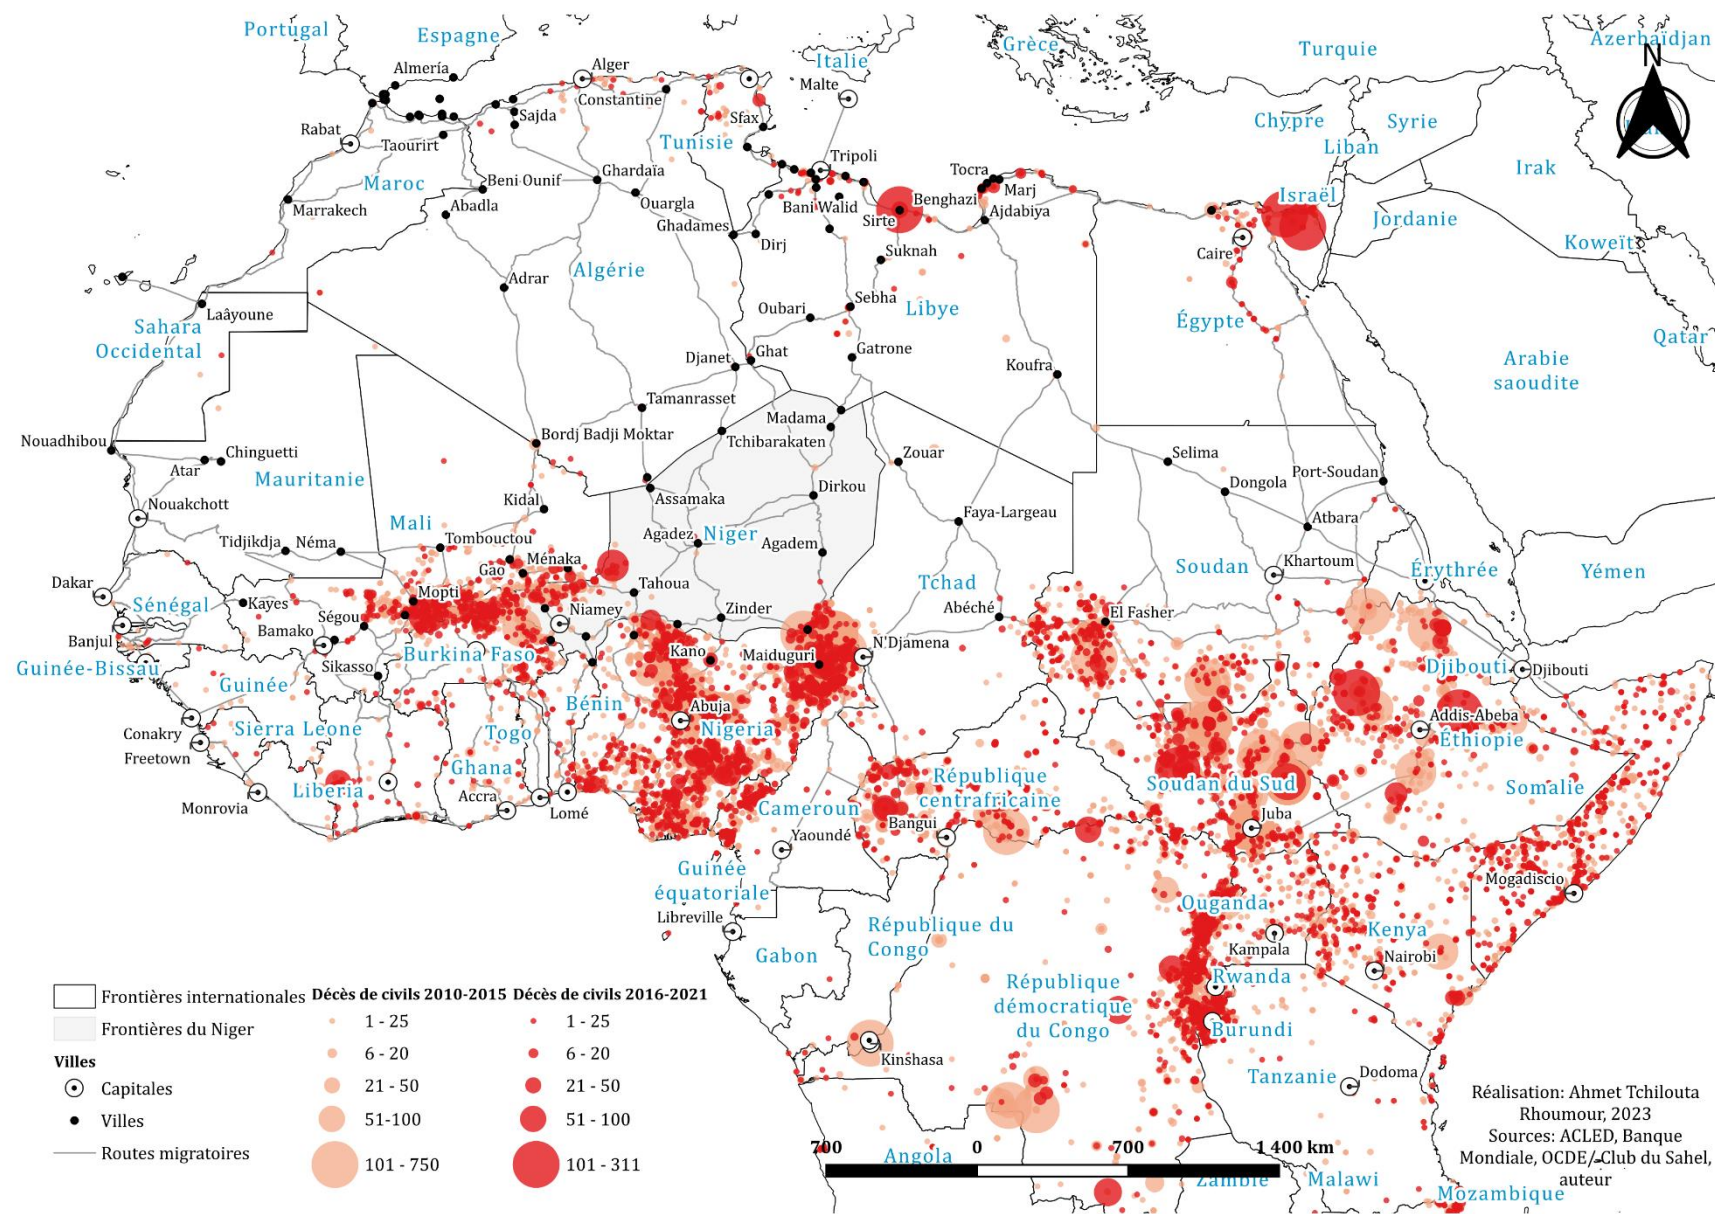 Portugal
Espagne
Grèce
Turquie
Azerbaïdjan
N
Almería
Alger
Italie
Malte
Constantine
Rabat
Sajda
Sfax
Chypre
Syrie
Taourirt
Tunisie
Liban
Irak
Tripoli
Tocra
Maroc
Beni Ounif
Ghardaïa
Marj
Israël
Marrakech
Abadla
Ouargla
Bani Walid
Benghazi
Ajdabiya
Jordanie
Ghadames
Dirj
Sirte
Caire
Koweït
Suknah
Adrar
Algérie
Laâyoune
Oubari
Sebha
Libye
Égypte
Sahara
Occidental
Qatar
Djanet
Ghat
Gatrone
Koufra
Arabie
saoudite
Tamanrasset
Madama
Nouadhibou
Bordj Badji Moktar
Tchibarakaten
Chinguetti
Atar
Zouar
Selima
Port-Soudan
Mauritanie
Assamaka
Dirkou
Dongola
Nouakchott
Kidal
Mali
Faya-Largeau
Atbara
Tidjikdja
Néma
Tombouctou
Agadez
Niger
Agadem
Gao
Ménaka
Khartoum
Soudan
Érythrée
Yémen
Dakar
Tahoua
Tchad
Sénégal
Kayes
Mopti
Ségou
Niamey
Zinder
Abéché
El Fasher
Banjul
Bamako
Burkina Faso
Kano
Maiduguri
N'Djamena
Guinée-Bissau
Sikasso
Djibouti
Djibouti
Guinée
Bénin
Abuja
Sierra Leone
Nigeria
Togo
Addis-Abeba
Éthiopie
Conakry
Freetown
Ghana
République
centrafricaine
Soudan du Sud
Somalie
Liberia
Monrovia
Accra
Lomé
Cameroun
Bangui
Juba
Yaoundé
Guinée
équatoriale
Mogadiscio
Libreville
Ouganda
République du
Congo
Kenya
Kampala
Gabon
Nairobi
Rwanda
République
démocratique
du Congo
Burundi
Kinshasa
Tanzanie
Dodoma
Angola
Zambie
Malawi
Mozambique
Frontières internationales
Frontières du Niger
Villes
Capitales
Villes
Routes migratoires
Décès de civils 2010-2015
1 - 25
6 - 20
21 - 50
51-100
101 - 750
Décès de civils 2016-2021
1 - 25
6 - 20
21 - 50
51 - 100
101 - 311
700 0 700 1 400 km
Réalisation: Ahmet Tchilouta
Rhoumour, 2023
Sources: ACLED, Banque
Mondiale, OCDE/Club du Sahel,
auteur